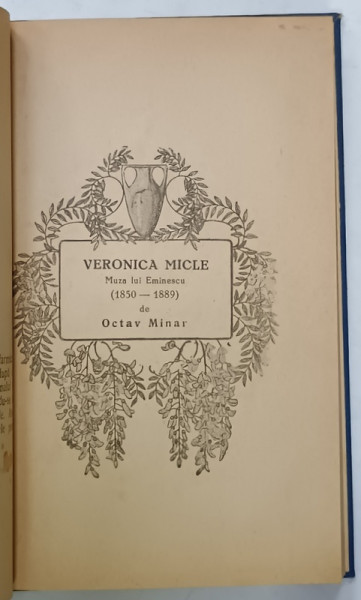 VERONICA MICLE
Muza lui Eminescu
(1850 — 1889)
de
Octav Minar